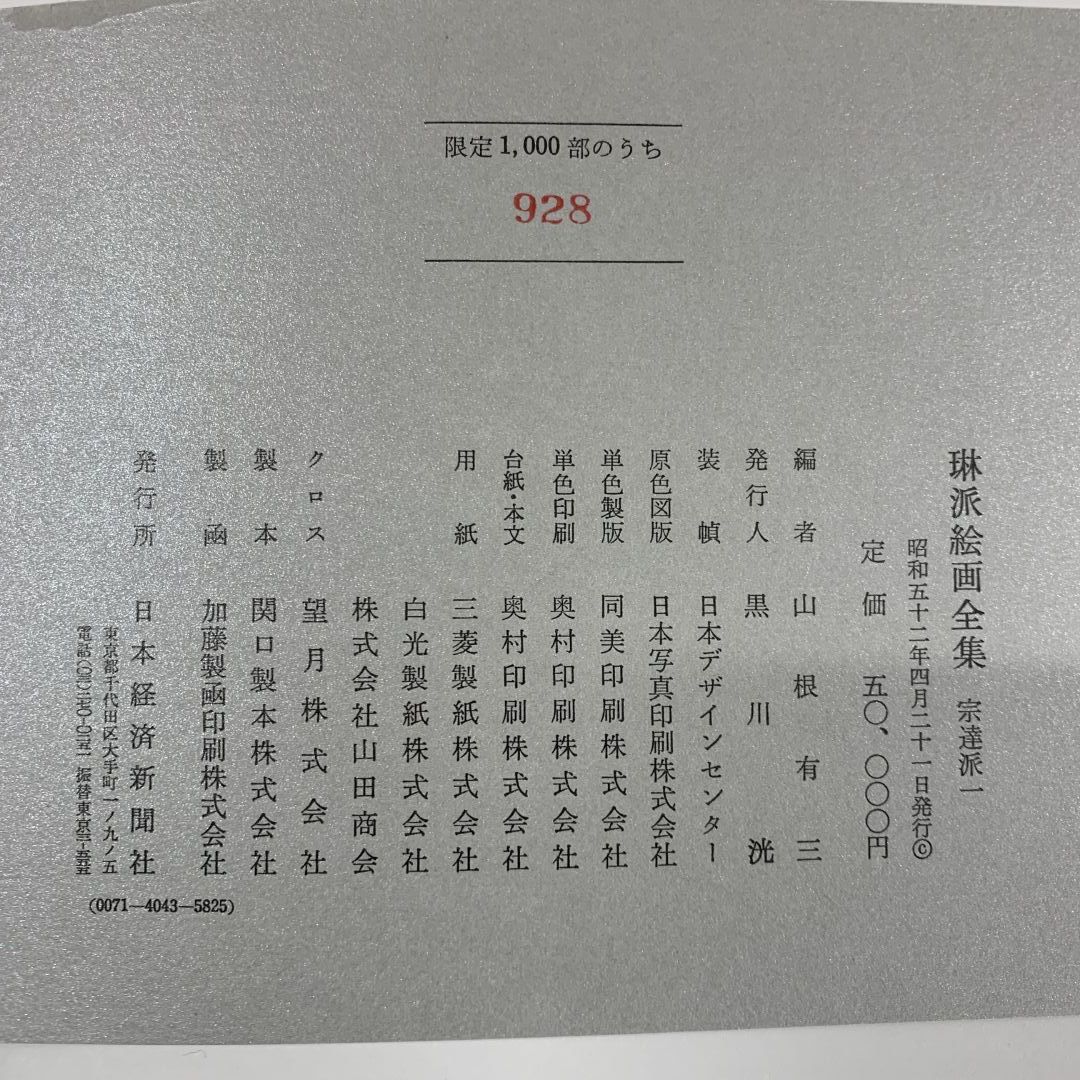 限定1,000部のうち
928
琳派絵画全集 宗達派一
昭和五十二年四月二十一日発行©
定価 五〇、〇〇〇円
編者 山根有三
発行人 黒川洸
装幀 日本デザインセンター
原色図版 日本写真印刷株式会社
単色製版 同美印刷株式会社
単色印刷 奥村印刷株式会社
台紙・本文 奥村印刷株式会社
用紙 三菱製紙株式会社
白光製紙株式会社
株式会社山田商会
クロス 望月株式会社
製本 関口製本株式会社
製函 加藤製函印刷株式会社
発行所 日本経済新聞社
東京都千代田区大手町一ノ九ノ五
電話 振替東京
(0071—4043—5825)